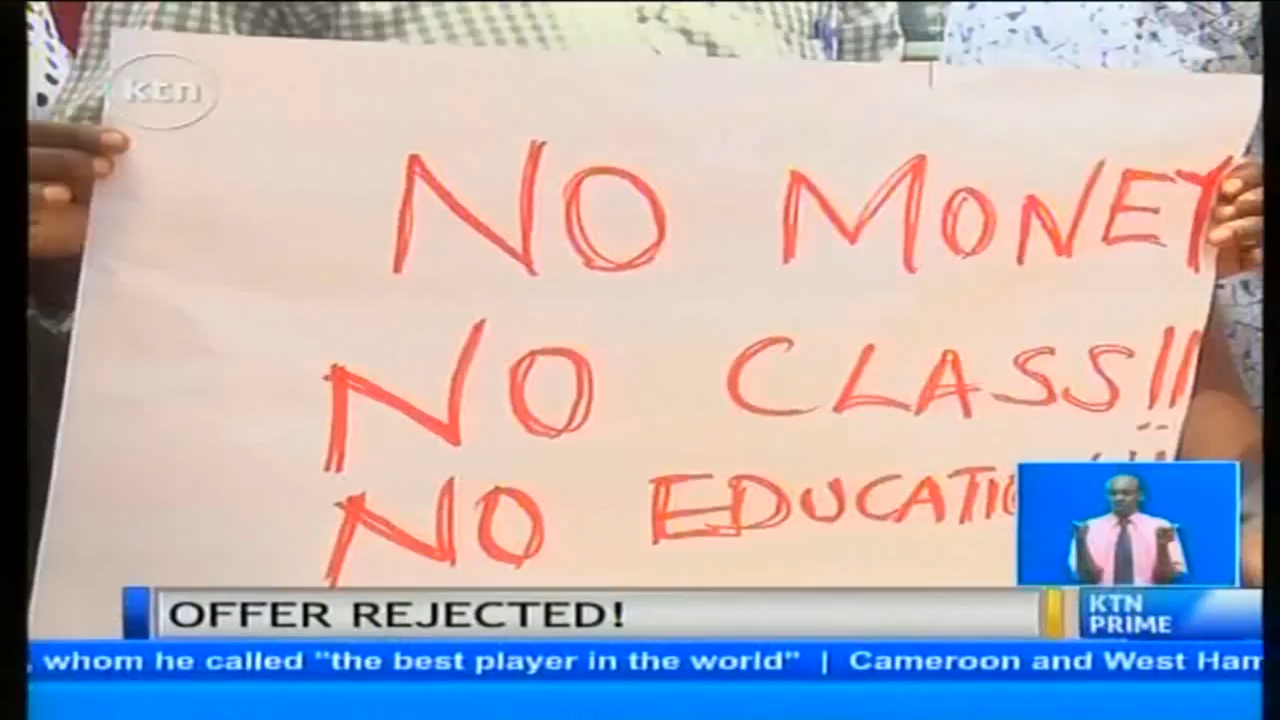 ktn
NO MONEY
NO CLASS!!
NO EDUCATIO
OFFER REJECTED!
KTN
PRIME
, whom he called "the best player in the world" | Cameroon and West Ham